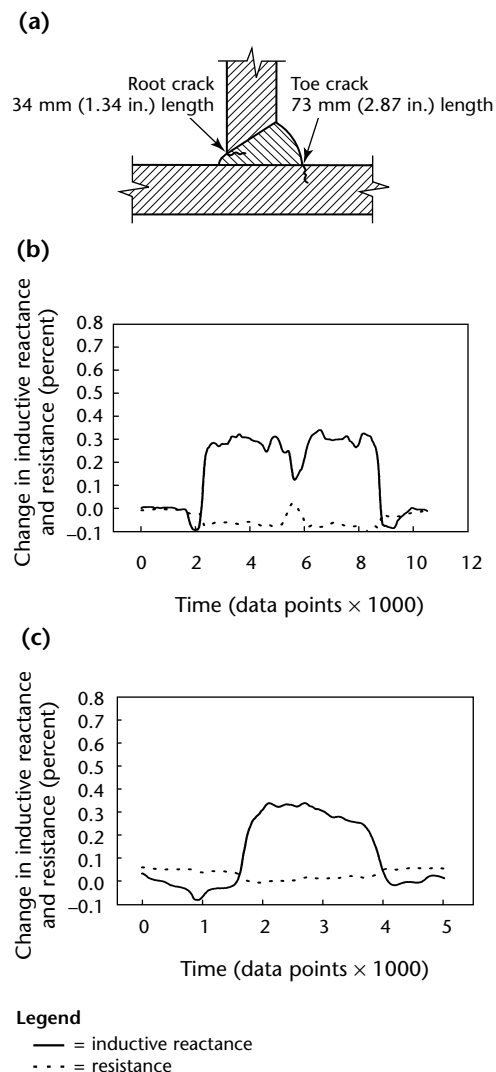 (a)
Root crack
34 mm (1.34 in.) length
Toe crack
73 mm (2.87 in.) length
(b)
Change in inductive reactance
and resistance (percent)
0.8
0.7
0.6
0.5
0.4
0.3
0.2
0.1
0.0
–0.1
0 2 4 6 8 10 12
Time (data points × 1000)
(c)
Change in inductive reactance
and resistance (percent)
0.8
0.7
0.6
0.5
0.4
0.3
0.2
0.1
0.0
–0.1
0 1 2 3 4 5
Time (data points × 1000)
Legend
= inductive reactance
= resistance